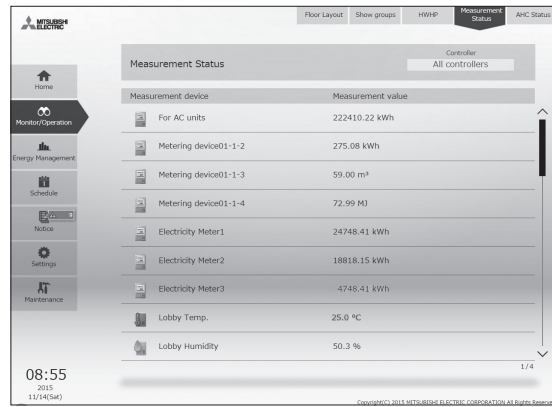 MITSUBISHI
ELECTRIC
Floor Layout
Show groups
HWHP
Measurement
Status
AHC Status
Measurement Status
Controller
All controllers
Home
Monitor/Operation
Energy Management
Schedule
Notice
Settings
Maintenance
Measurement device Measurement value
For AC units 222410.22 kWh
Metering device01-1-2 275.08 kWh
Metering device01-1-3 59.00 m³
Metering device01-1-4 72.99 MJ
Electricity Meter1 24748.41 kWh
Electricity Meter2 18818.15 kWh
Electricity Meter3 4748.41 kWh
Lobby Temp. 25.0 °C
Lobby Humidity 50.3 %
1/4
08:55
2015
11/14(Sat)
Copyright(C) 2015 MITSUBISHI ELECTRIC CORPORATION All Rights Reserve